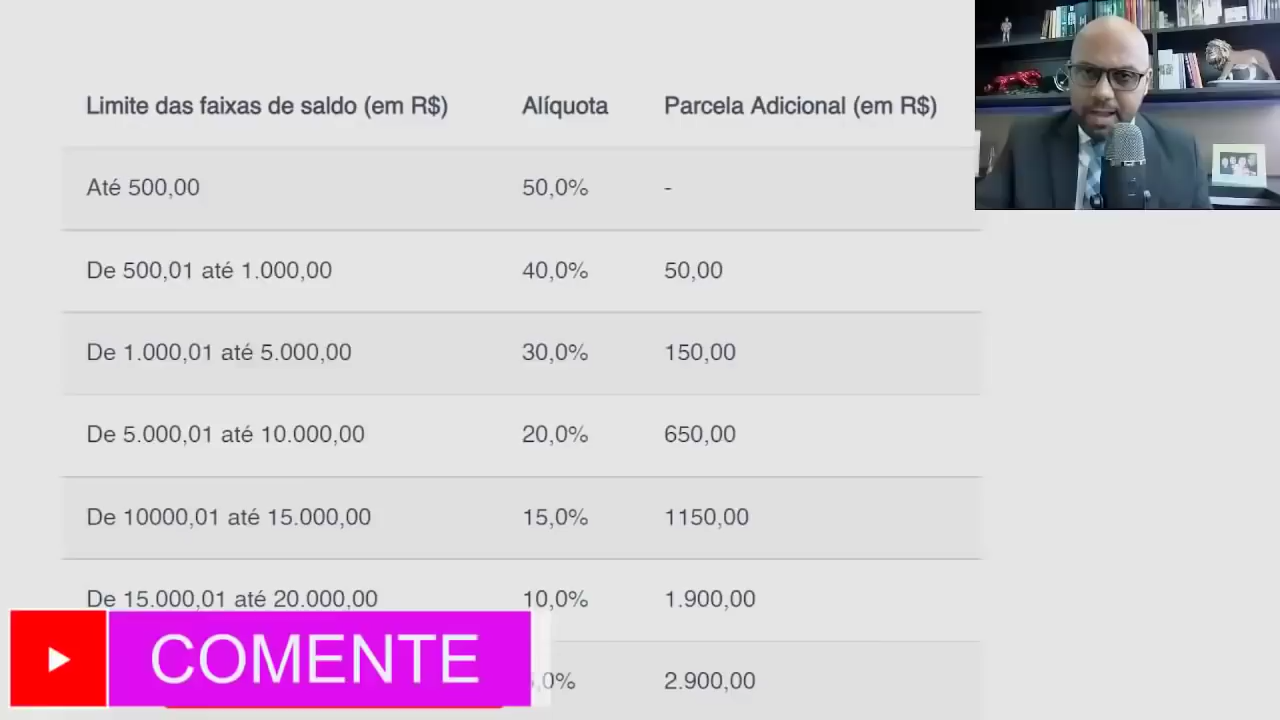 Limite das faixas de saldo (em R$) Alíquota Parcela Adicional (em R$)
Até 500,00 50,0% -
De 500,01 até 1.000,00 40,0% 50,00
De 1.000,01 até 5.000,00 30,0% 150,00
De 5.000,01 até 10.000,00 20,0% 650,00
De 10000,01 até 15.000,00 15,0% 1150,00
De 15.000,01 até 20.000,00 10,0% 1.900,00
COMENTE
2.900,00